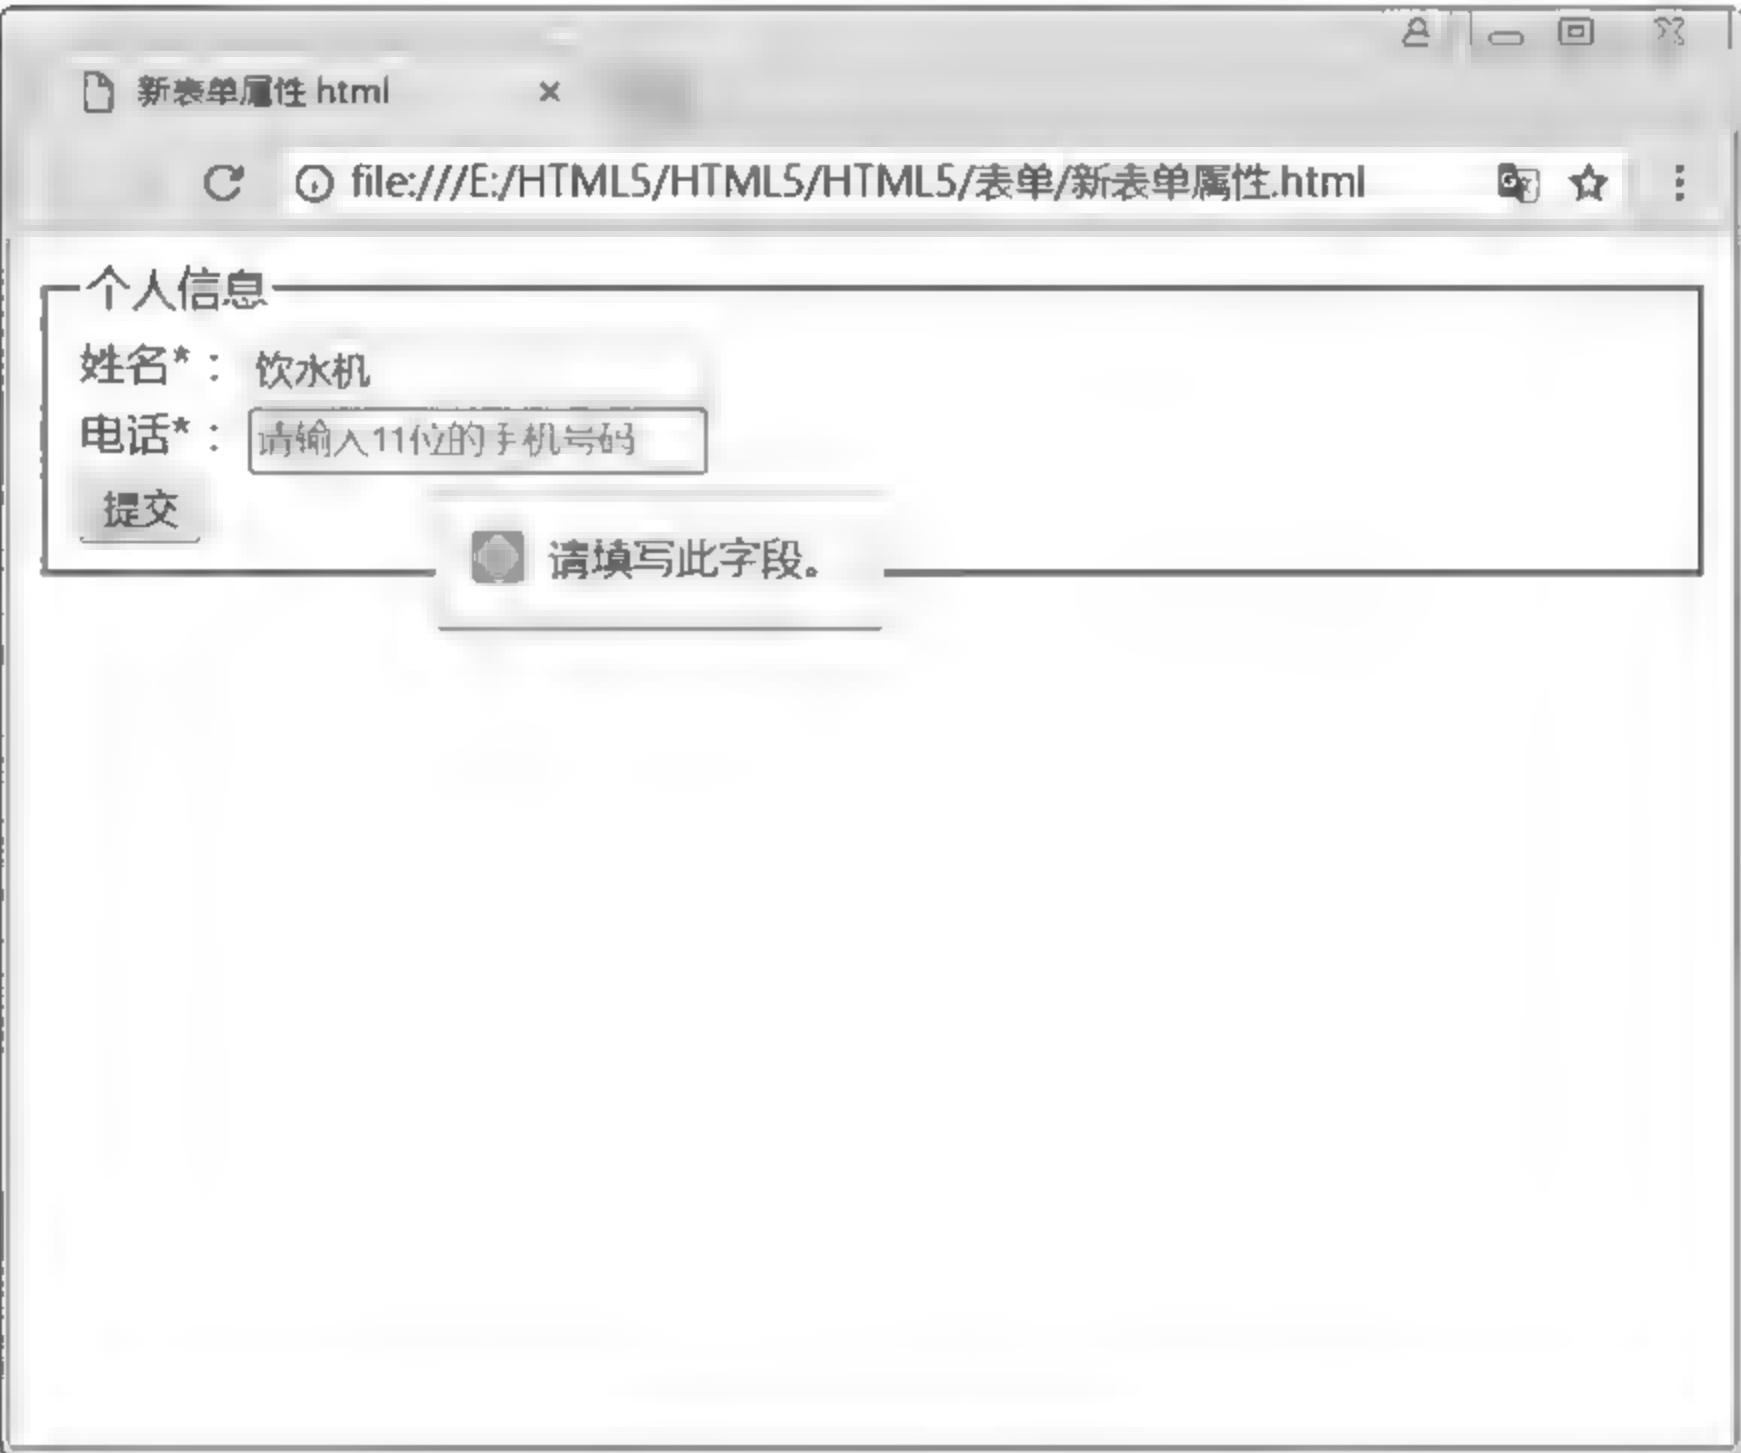 新表单属性.html ×
file:///E:/HTML5/HTML5/HTML5/表单/新表单属性.html
个人信息
姓名*： 饮水机
电话*： 请输入11位的手机号码
提交
请填写此字段。